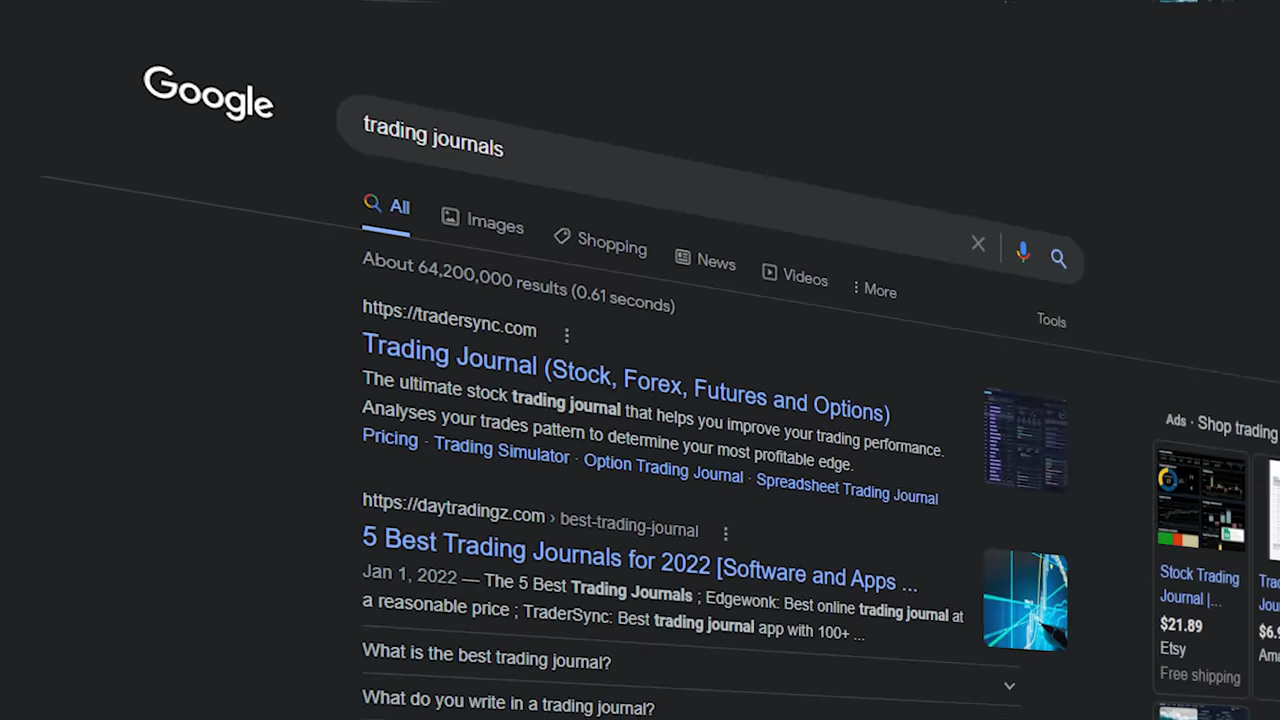 Google
trading journals
All
Images
Shopping
News
Videos
More
Tools
About 64,200,000 results (0.61 seconds)
https://tradersync.com
Trading Journal (Stock, Forex, Futures and Options)
The ultimate stock trading journal that helps you improve your trading performance.
Analyses your trades pattern to determine your most profitable edge.
Pricing · Trading Simulator · Option Trading Journal · Spreadsheet Trading Journal
https://daytradingz.com › best-trading-journal
5 Best Trading Journals for 2022 [Software and Apps ...
Jan 1, 2022 — The 5 Best Trading Journals ; Edgewonk: Best online trading journal at
a reasonable price ; TraderSync: Best trading journal app with 100+ ...
What is the best trading journal?
What do you write in a trading journal?
Ads · Shop trading
Stock Trading
Journal |...
$21.89
Etsy
Free shipping